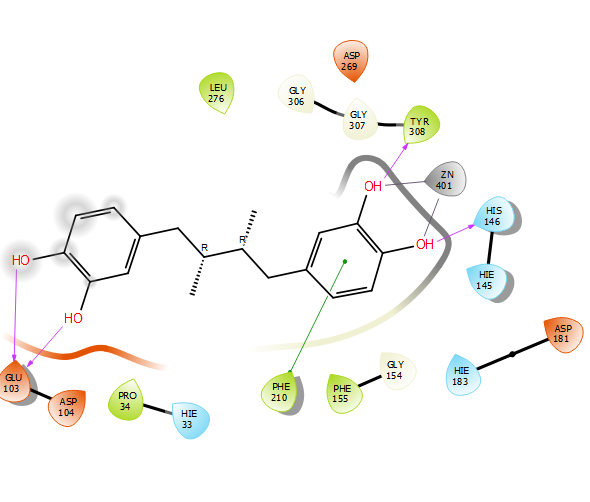 ASP
269
LEU
276
GLY
306
GLY
307
TYR
308
ZN
401
OH
HIS
146
R
R
OH
HO
HIE
145
HO
ASP
181
GLU
103
ASP
104
PRO
34
HIE
33
PHE
210
PHE
155
GLY
154
HIE
183